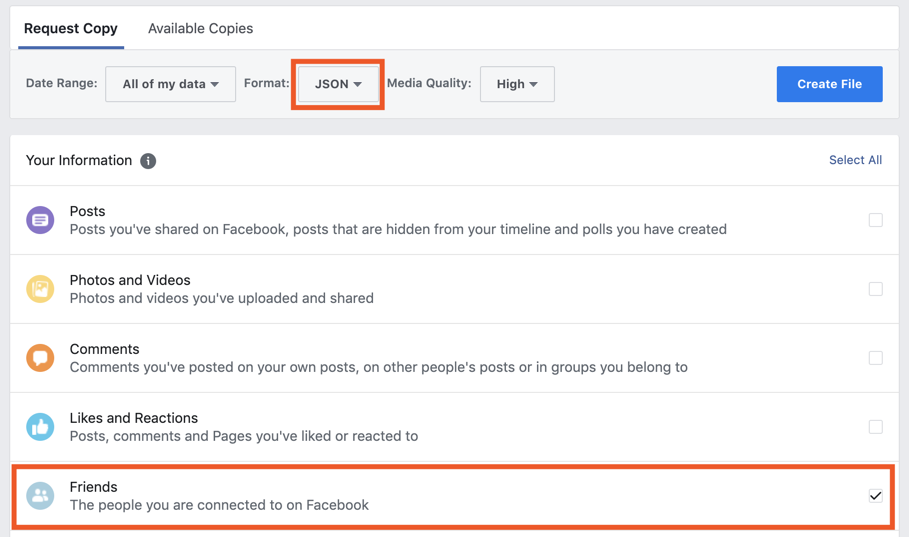 Request Copy Available Copies
Date Range: All of my data Format: JSON Media Quality: High Create File
Your Information Select All
Posts
Posts you've shared on Facebook, posts that are hidden from your timeline and polls you have created
Photos and Videos
Photos and videos you've uploaded and shared
Comments
Comments you've posted on your own posts, on other people's posts or in groups you belong to
Likes and Reactions
Posts, comments and Pages you've liked or reacted to
Friends
The people you are connected to on Facebook